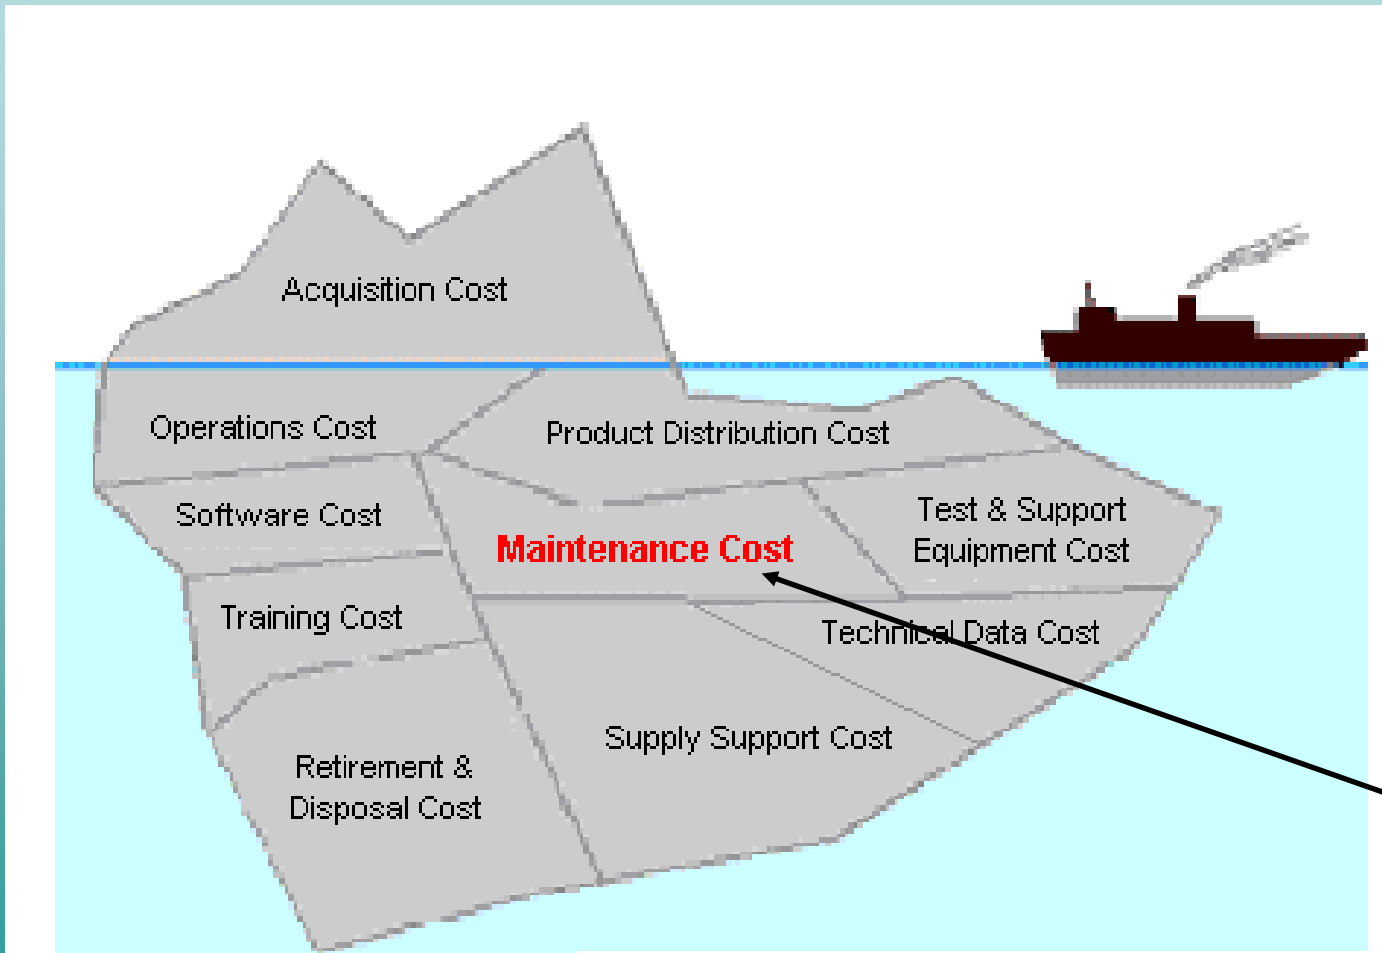 Acquisition Cost
Operations Cost
Product Distribution Cost
Software Cost
Test & Support
Equipment Cost
Maintenance Cost
Training Cost
Technical Data Cost
Supply Support Cost
Retirement &
Disposal Cost